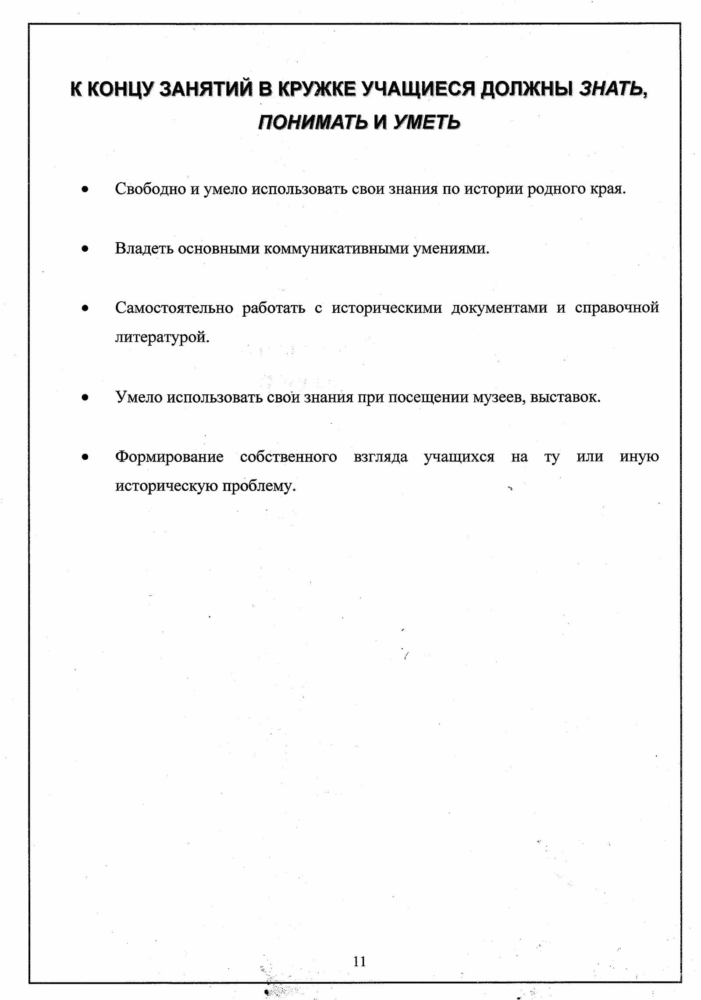 К КОНЦУ ЗАНЯТИЙ В КРУЖКЕ УЧАЩИЕСЯ ДОЛЖНЫ ЗНАТЬ,
ПОНИМАТЬ И УМЕТЬ
• Свободно и умело использовать свои знания по истории родного края.
• Владеть основными коммуникативными умениями.
• Самостоятельно работать с историческими документами и справочной
литературой.
• Умело использовать свои знания при посещении музеев, выставок.
• Формирование собственного взгляда учащихся на ту или иную
историческую проблему.
11